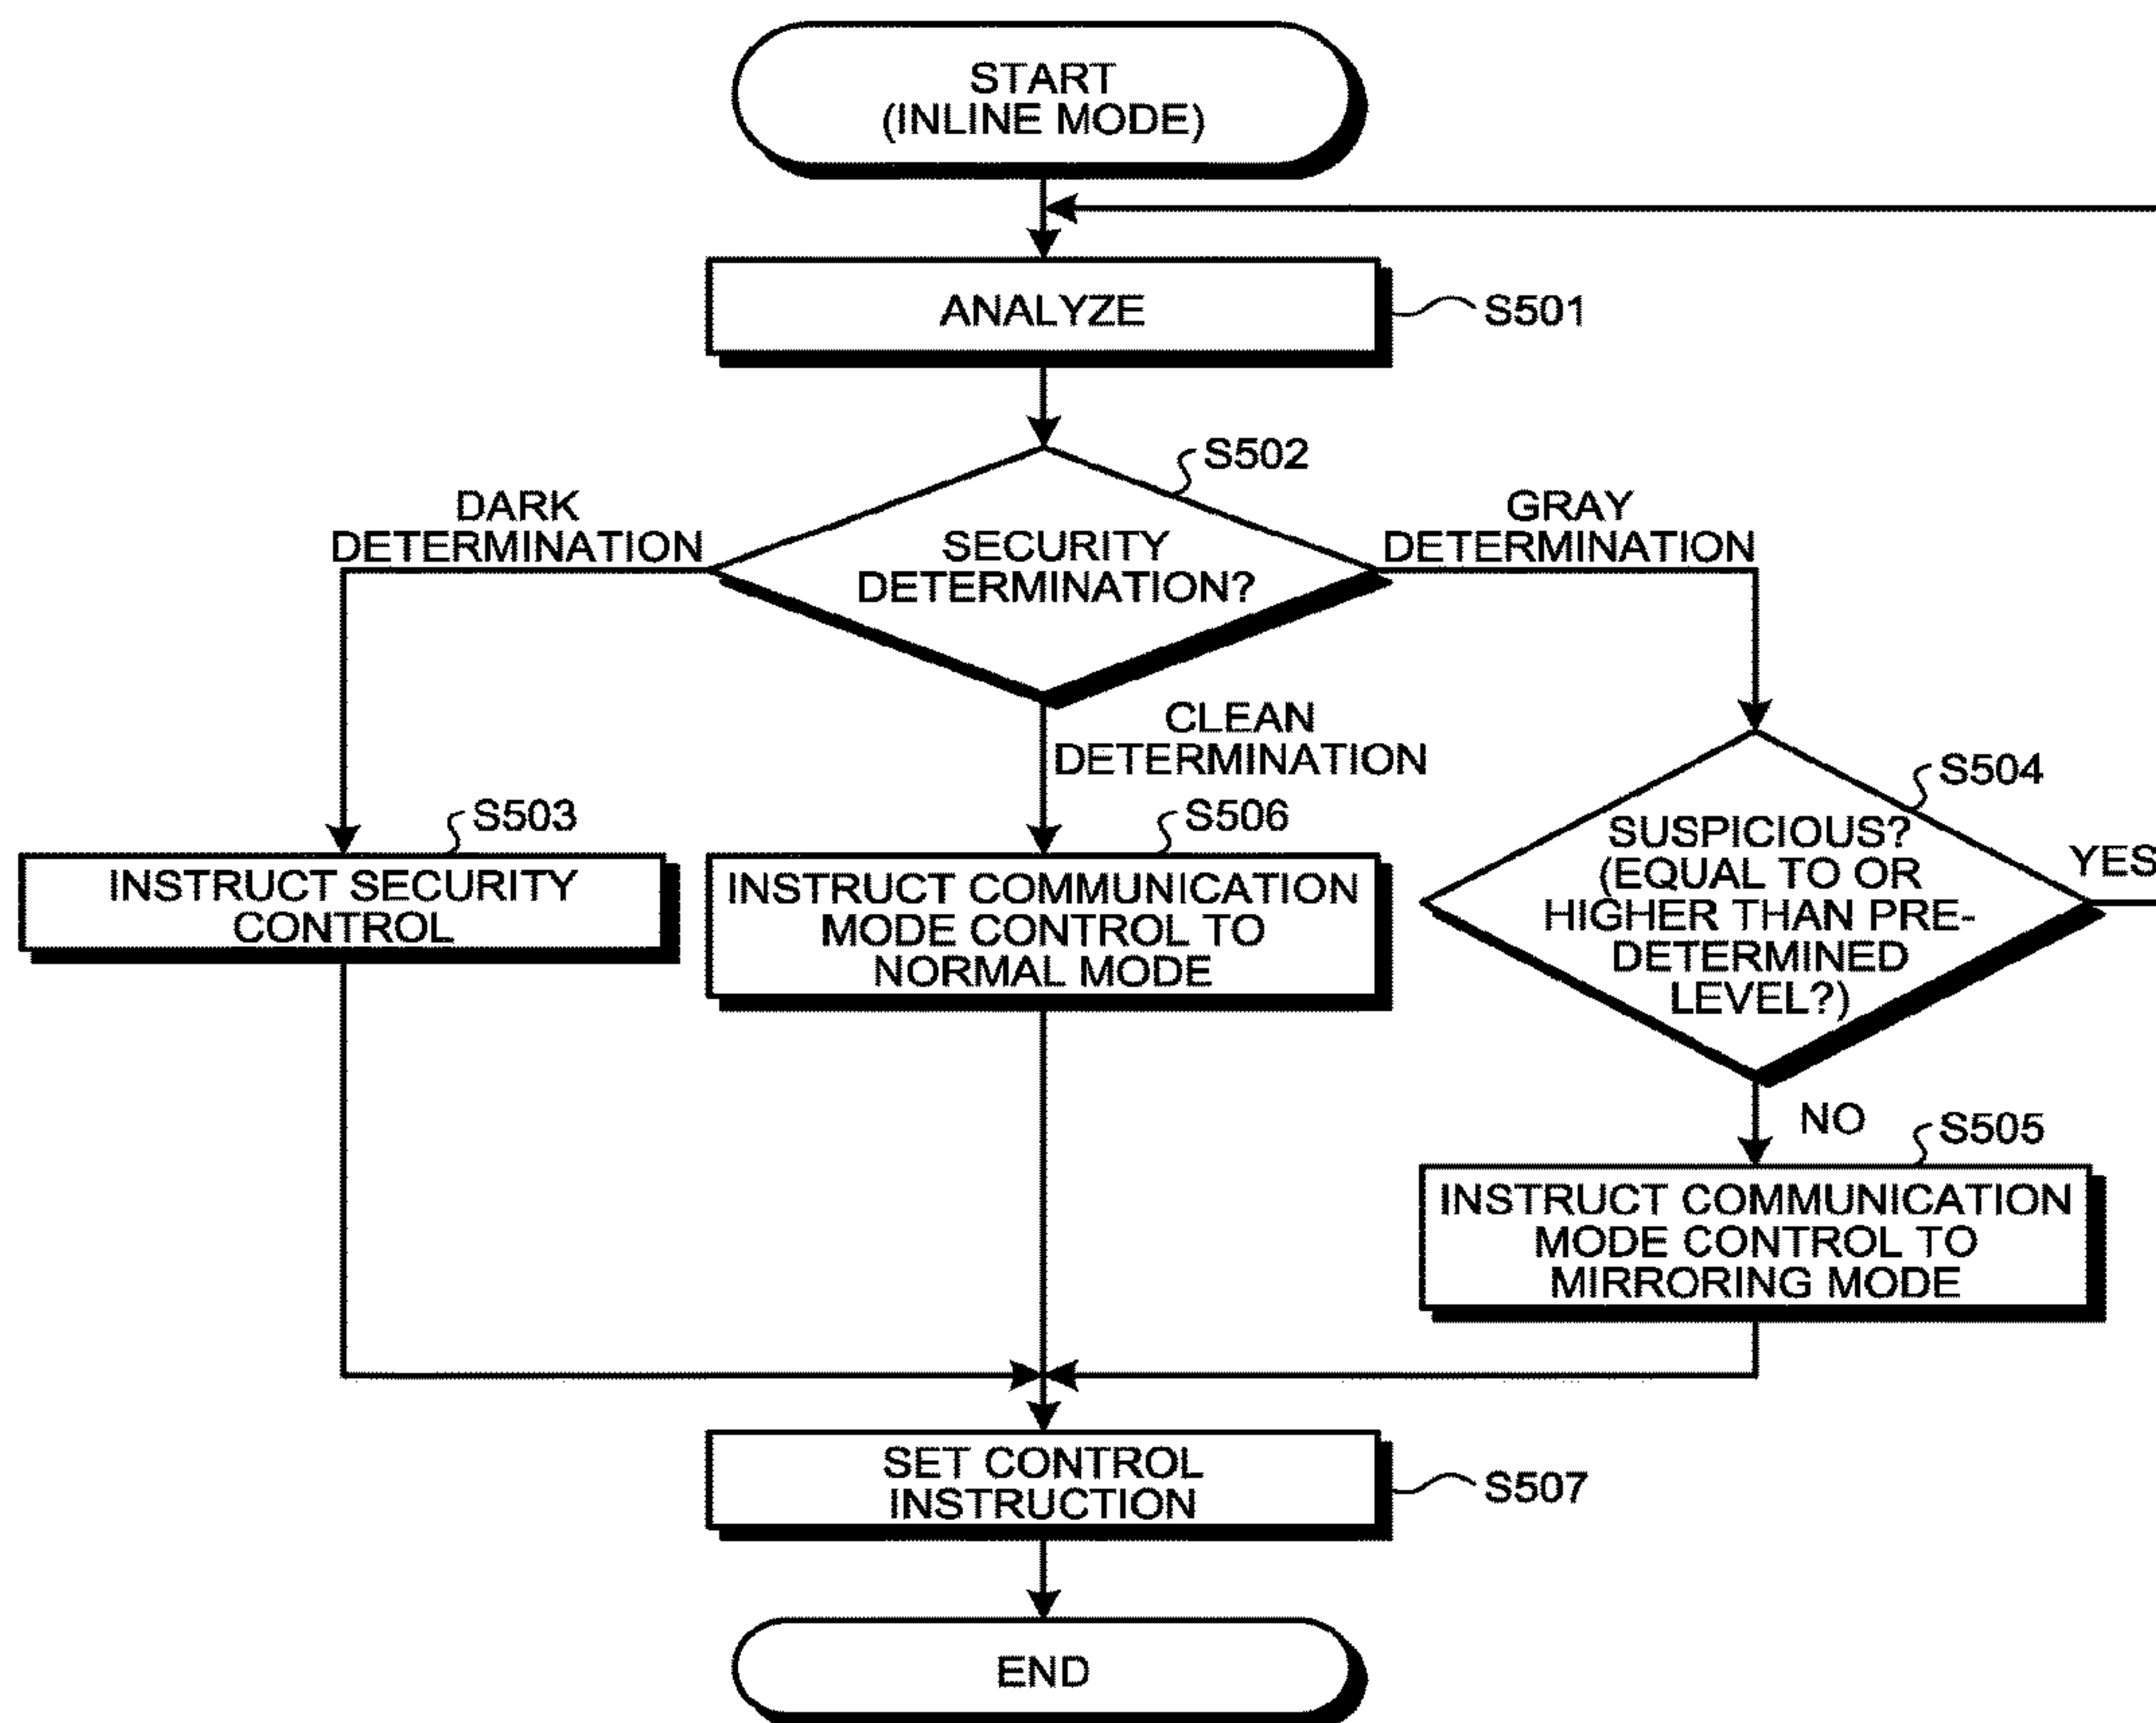 START
(INLINE MODE)
ANALYZE
S501
S502
DARK
DETERMINATION
SECURITY
DETERMINATION?
GRAY
DETERMINATION
CLEAN
DETERMINATION
S503
INSTRUCT SECURITY
CONTROL
S506
INSTRUCT COMMUNICATION
MODE CONTROL TO
NORMAL MODE
S504
SUSPICIOUS?
(EQUAL TO OR
HIGHER THAN PRE-
DETERMINED
LEVEL?)
YES
NO
S505
INSTRUCT COMMUNICATION
MODE CONTROL TO
MIRRORING MODE
SET CONTROL
INSTRUCTION
S507
END